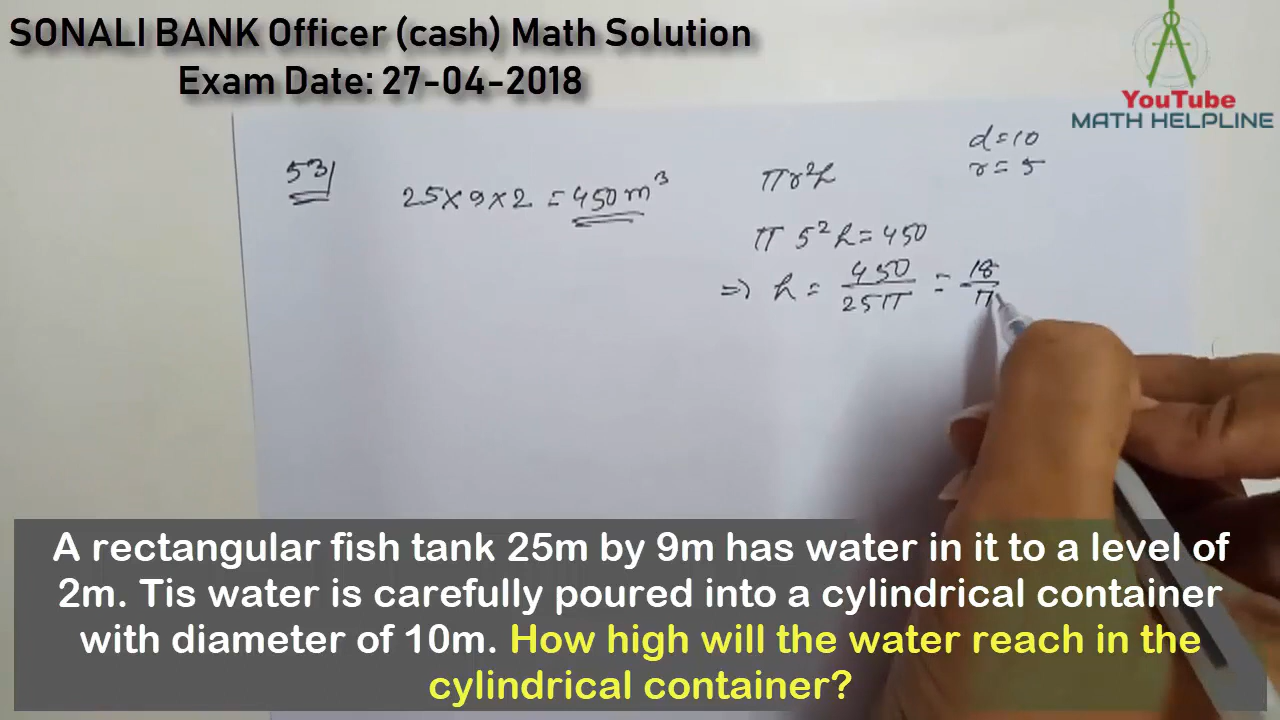 SONALI BANK Officer (cash) Math Solution
Exam Date: 27-04-2018
YouTube
MATH HELPLINE
53/
25×9×2 = 450m³
d=10
r=5
πr²h
π 5²h=450
⇒ h = 450/25π = 18/π
A rectangular fish tank 25m by 9m has water in it to a level of
2m. Tis water is carefully poured into a cylindrical container
with diameter of 10m. How high will the water reach in the
cylindrical container?